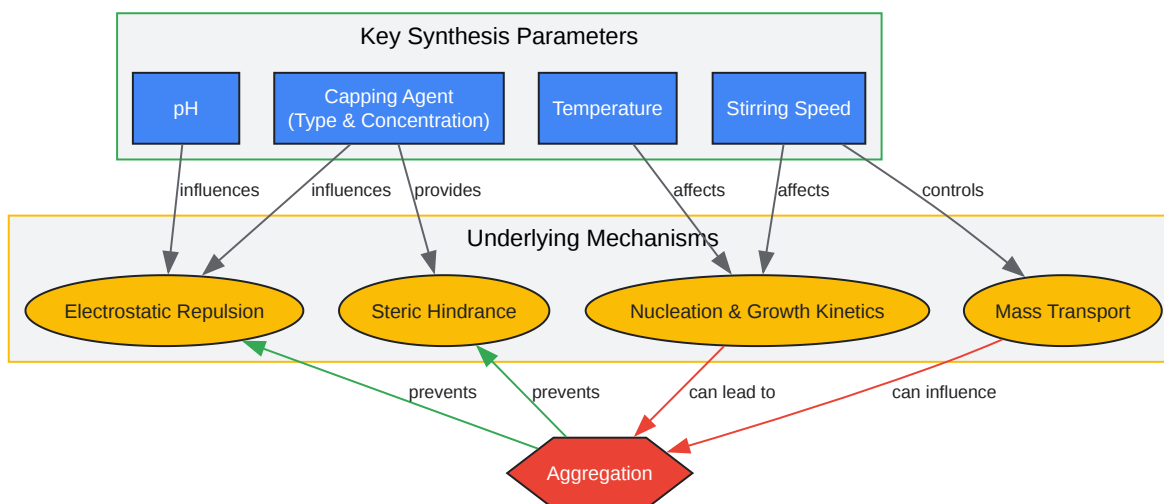 Key Synthesis Parameters
pH
Capping Agent
(Type & Concentration)
Temperature
Stirring Speed
influences
influences
provides
affects
affects
controls
Underlying Mechanisms
Electrostatic Repulsion
Steric Hindrance
Nucleation & Growth Kinetics
Mass Transport
prevents
prevents
can lead to
can influence
Aggregation